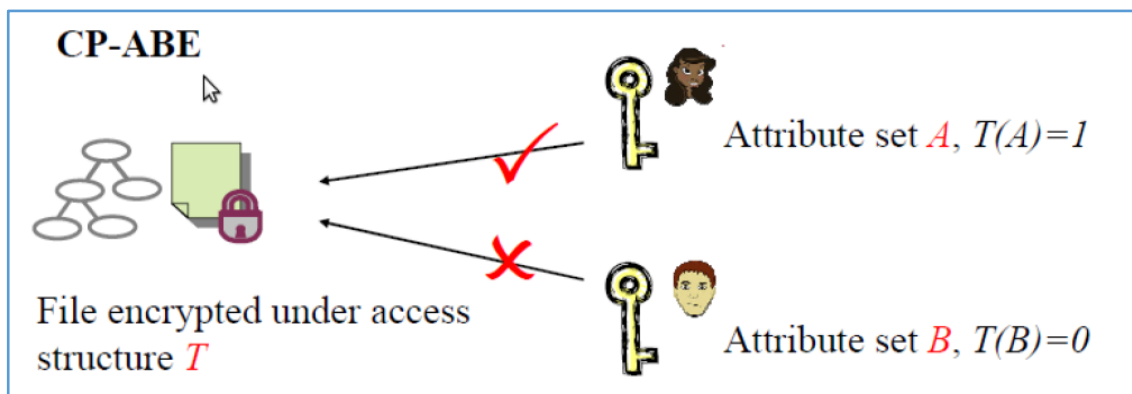 CP-ABE
Attribute set A, T(A)=1
File encrypted under access
structure T
Attribute set B, T(B)=0